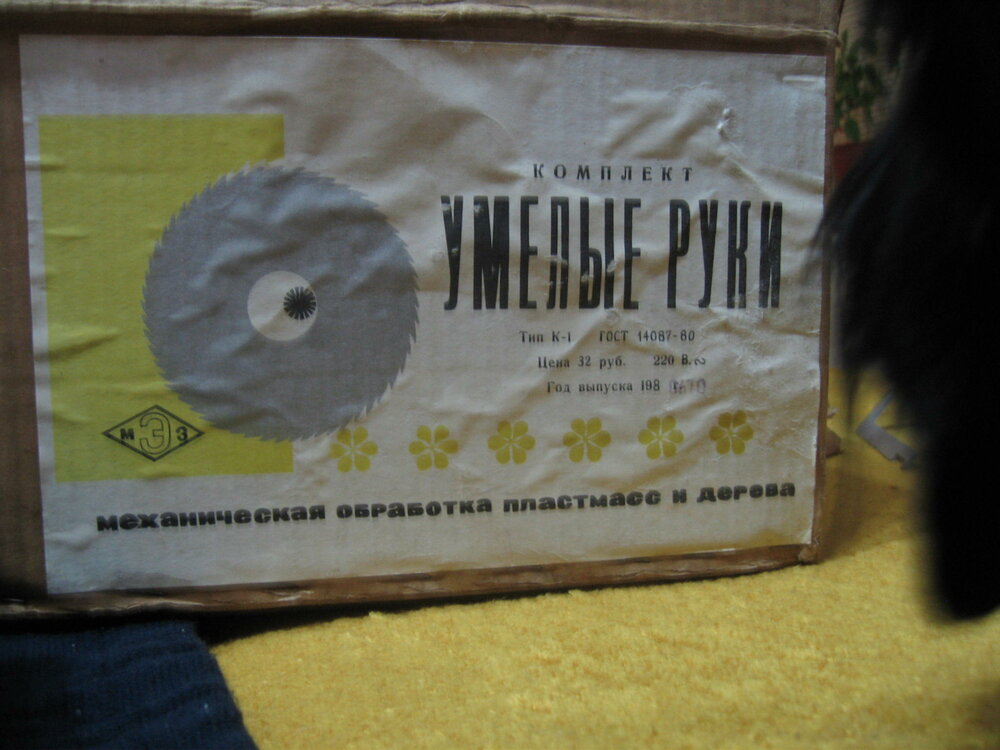 КОМПЛЕКТ
УМЕЛЫЕ РУКИ
Тип К-1 ГОСТ 14087-80
Цена 32 руб. 220 В.~
Год выпуска 198
МЭЗ
механическая обработка пластмасс и дерева